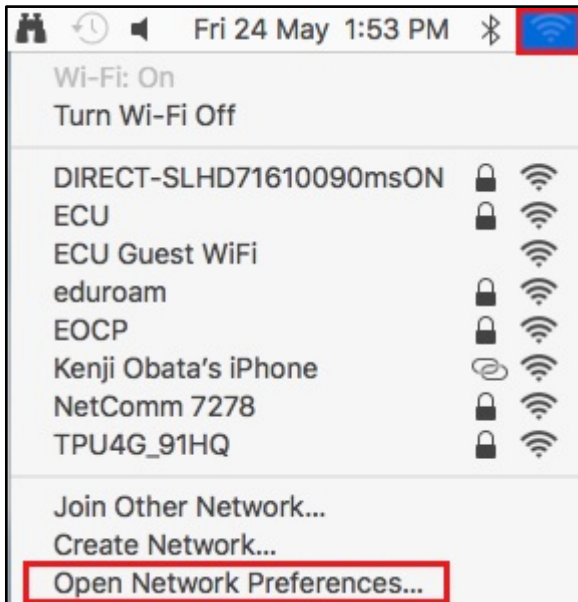 Fri 24 May 1:53 PM
Wi-Fi: On
Turn Wi-Fi Off
DIRECT-SLHD71610090msON
ECU
ECU Guest WiFi
eduroam
EOCP
Kenji Obata's iPhone
NetComm 7278
TPU4G_91HQ
Join Other Network...
Create Network...
Open Network Preferences...